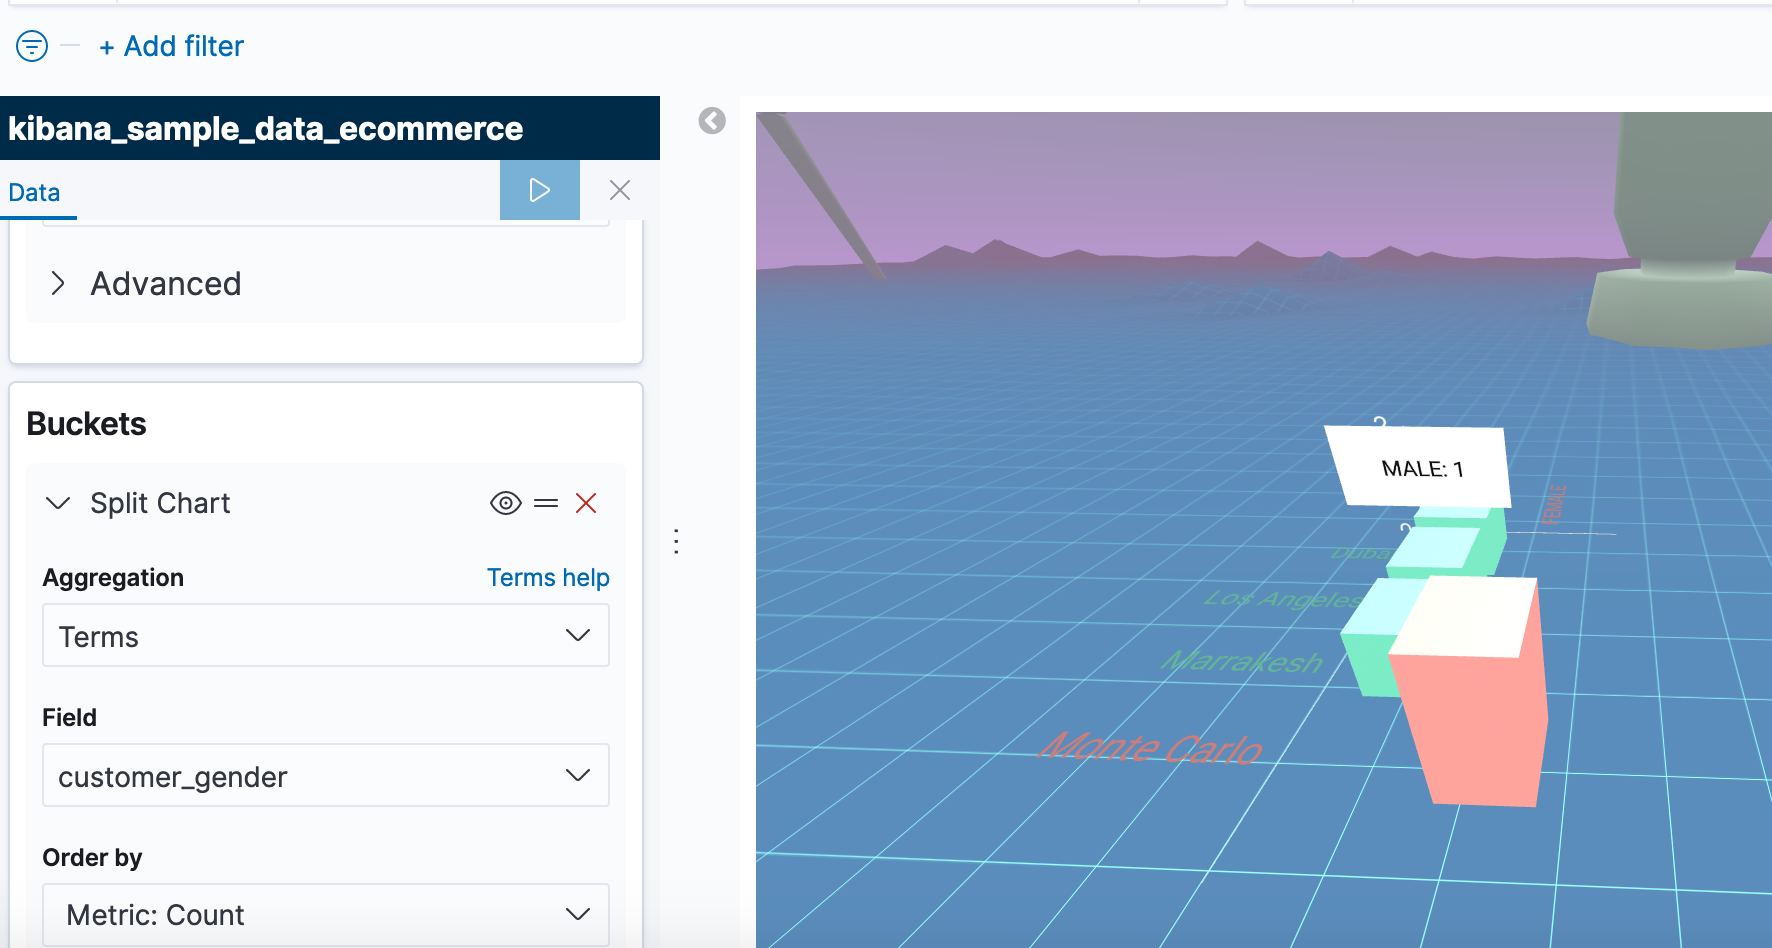 + Add filter
kibana_sample_data_ecommerce
Data
Advanced
Buckets
Split Chart
Aggregation
Terms help
Terms
Field
customer_gender
Order by
Metric: Count
MALE: 1
FEMALE
Los Angeles
Marrakesh
Monte Carlo